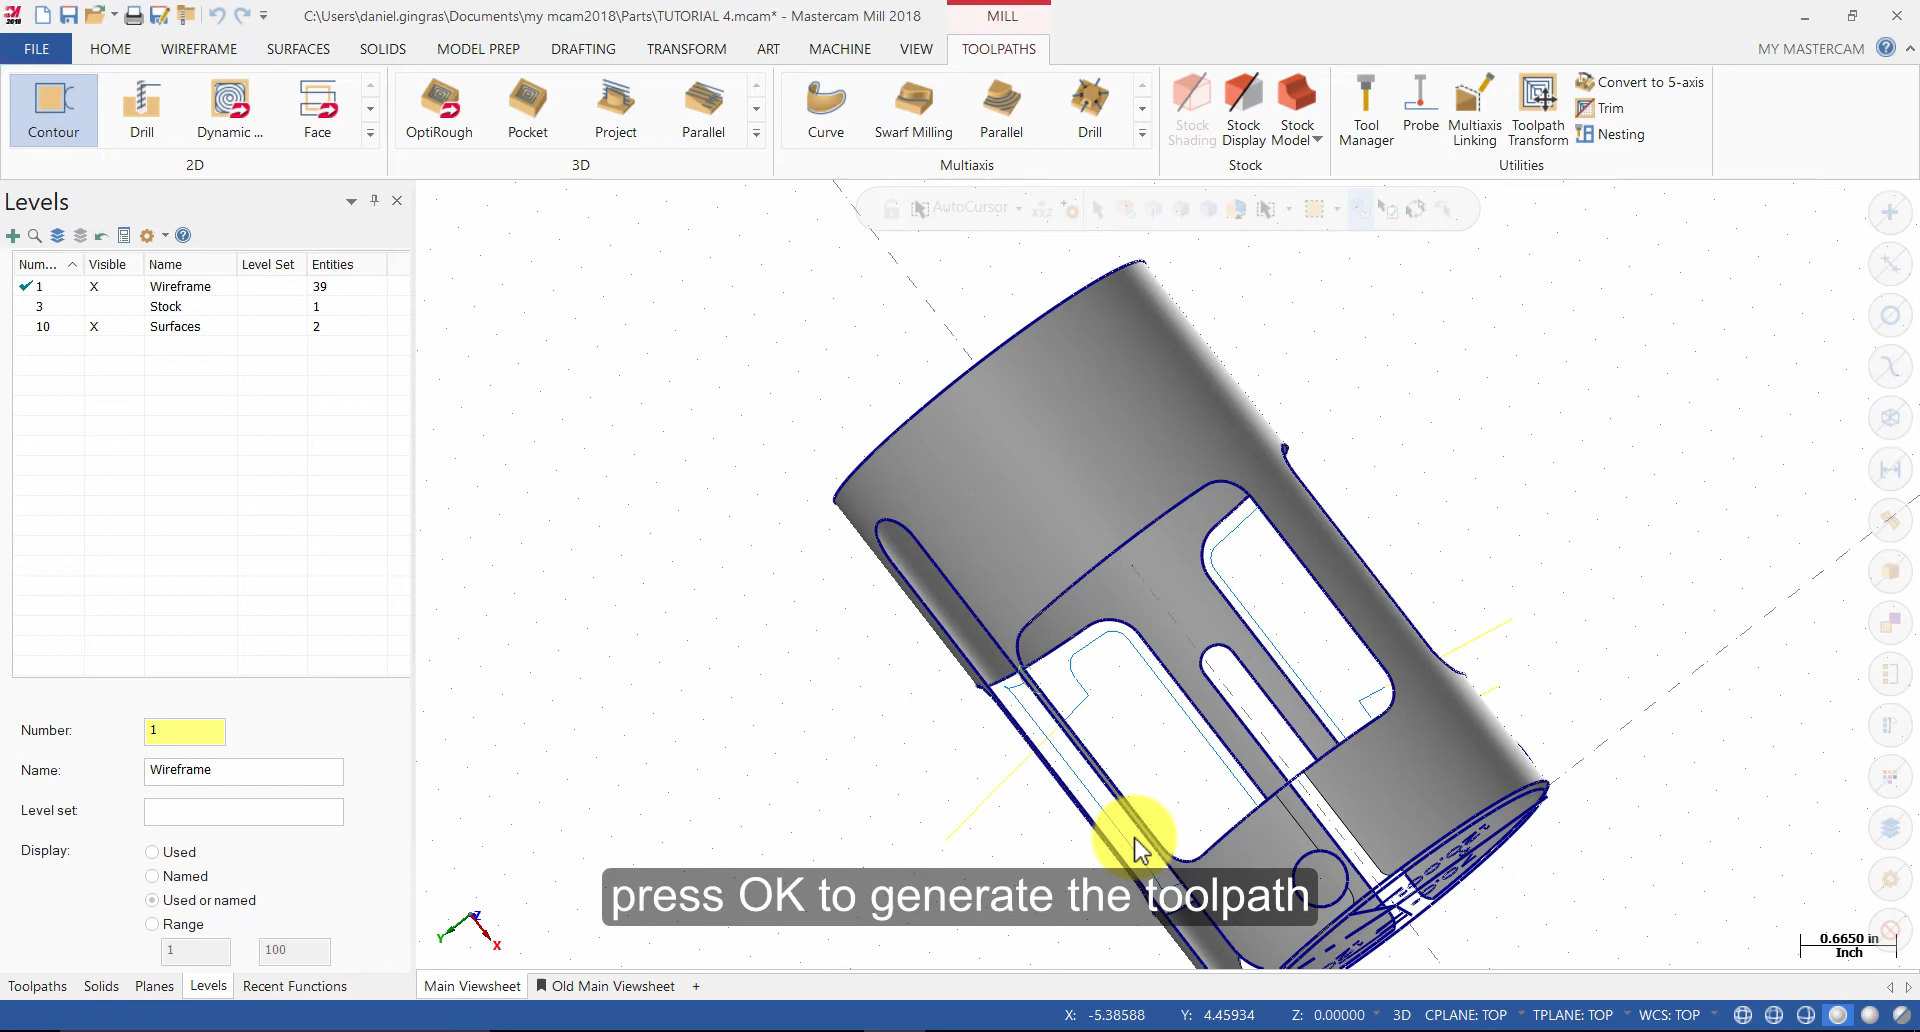 C:\Users\daniel.gingras\Documents\my mcam2018\Parts\TUTORIAL 4.mcam* - Mastercam Mill 2018
MILL
FILE HOME WIREFRAME SURFACES SOLIDS MODEL PREP DRAFTING TRANSFORM ART MACHINE VIEW TOOLPATHS MY MASTERCAM
Contour Drill Dynamic ... Face
2D
OptiRough Pocket Project Parallel
3D
Curve Swarf Milling Parallel Drill
Multiaxis
Stock Shading Stock Display Stock Model
Stock
Tool Manager Probe Multiaxis Linking Toolpath Transform
Convert to 5-axis
Trim
Nesting
Utilities
Levels
AutoCursor
Num... Visible Name Level Set Entities
1 X Wireframe 39
3 Stock 1
10 X Surfaces 2
Number: 1
Name: Wireframe
Level set:
Display:
Used
Named
Used or named
Range
1 100
press OK to generate the toolpath
Z
Y X
0.6650 in
Inch
Toolpaths Solids Planes Levels Recent Functions
Main Viewsheet Old Main Viewsheet +
X: -5.38588 Y: 4.45934 Z: 0.00000 3D CPLANE: TOP TPLANE: TOP WCS: TOP